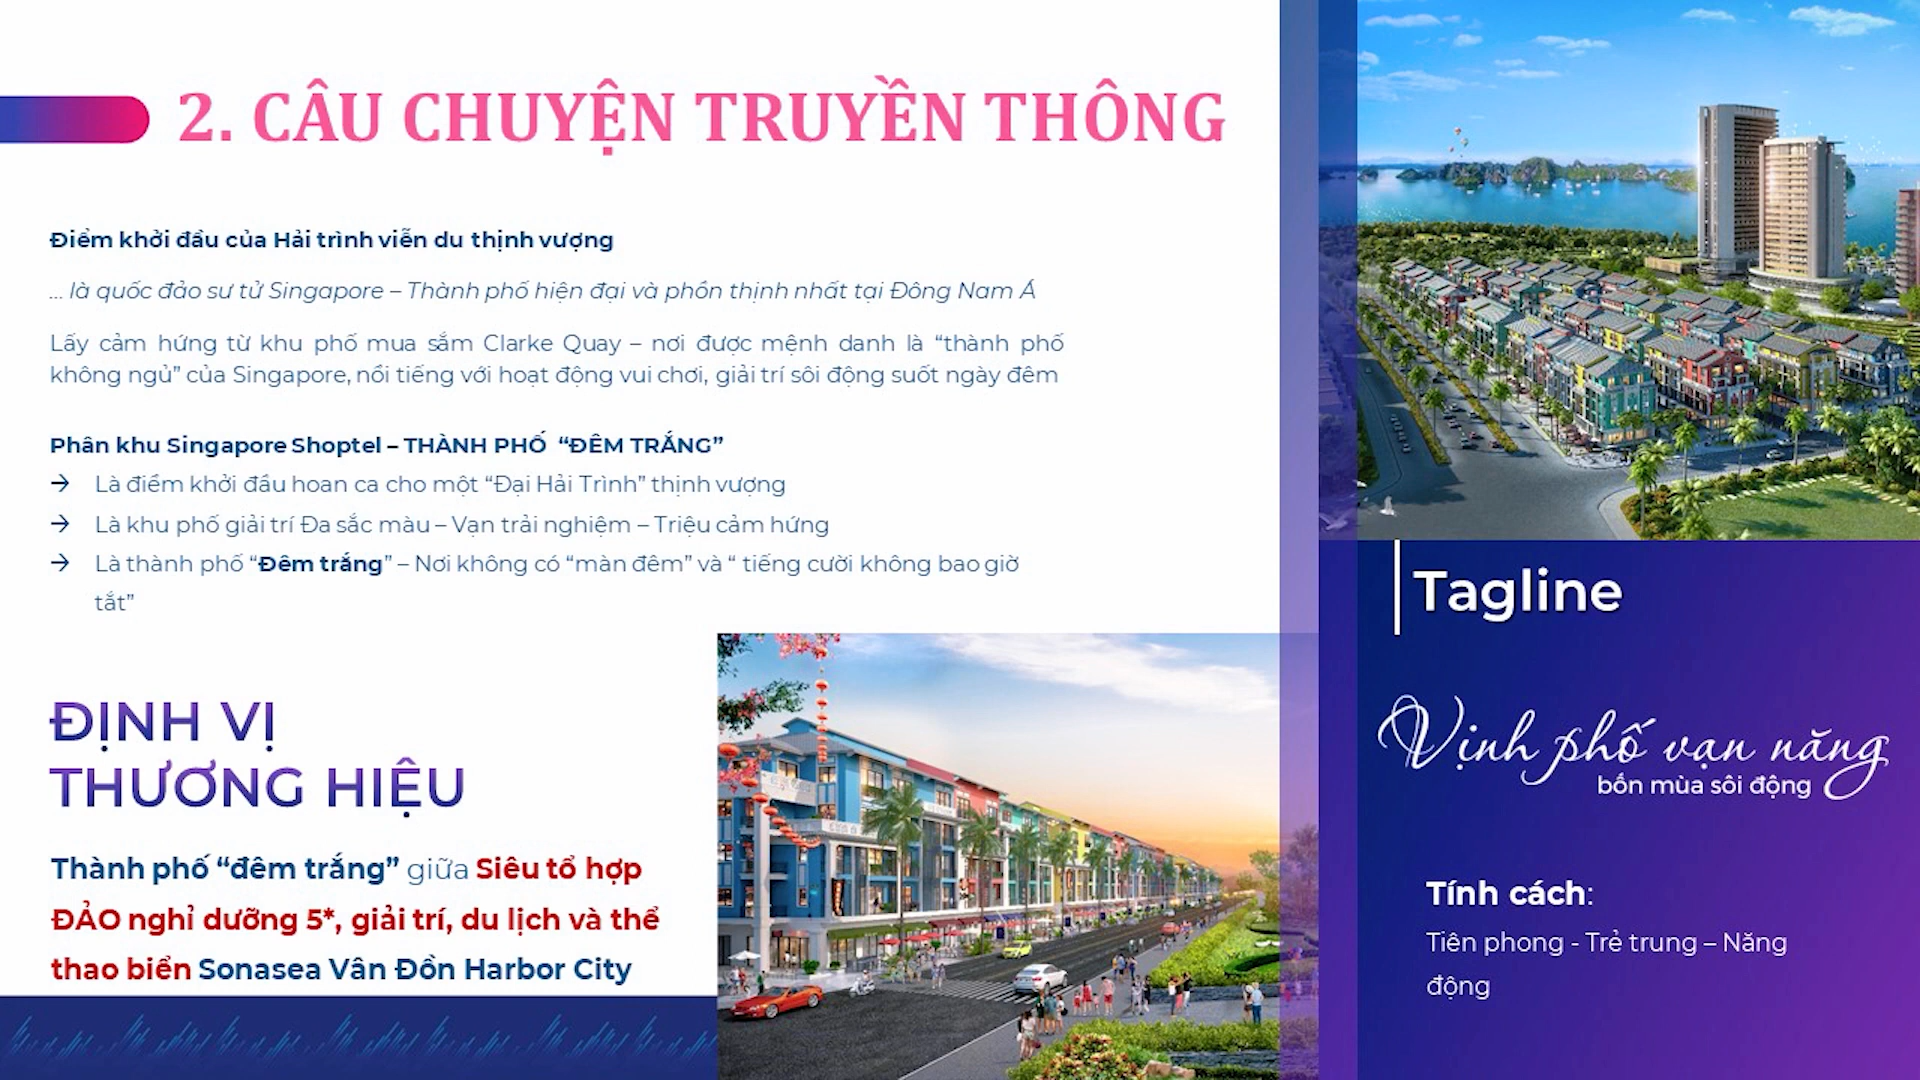 2. CÂU CHUYỆN TRUYỀN THÔNG
Điểm khởi đầu của Hải trình viễn du thịnh vượng
... là quốc đảo sư tử Singapore – Thành phố hiện đại và phồn thịnh nhất tại Đông Nam Á
Lấy cảm hứng từ khu phố mua sắm Clarke Quay – nơi được mệnh danh là “thành phố
không ngủ” của Singapore, nổi tiếng với hoạt động vui chơi, giải trí sôi động suốt ngày đêm
Phân khu Singapore Shoptel – THÀNH PHỐ “ĐÊM TRẮNG”
→ Là điểm khởi đầu hoan ca cho một “Đại Hải Trình” thịnh vượng
→ Là khu phố giải trí Đa sắc màu – Vạn trải nghiệm – Triệu cảm hứng
→ Là thành phố “Đêm trắng” – Nơi không có “màn đêm” và “ tiếng cười không bao giờ
tắt”
ĐỊNH VỊ
THƯƠNG HIỆU
Thành phố “đêm trắng” giữa Siêu tổ hợp
ĐẢO nghỉ dưỡng 5*, giải trí, du lịch và thể
thao biển Sonasea Vân Đồn Harbor City
Tagline
Vịnh phố vạn năng
bốn mùa sôi động
Tính cách:
Tiên phong - Trẻ trung – Năng
động